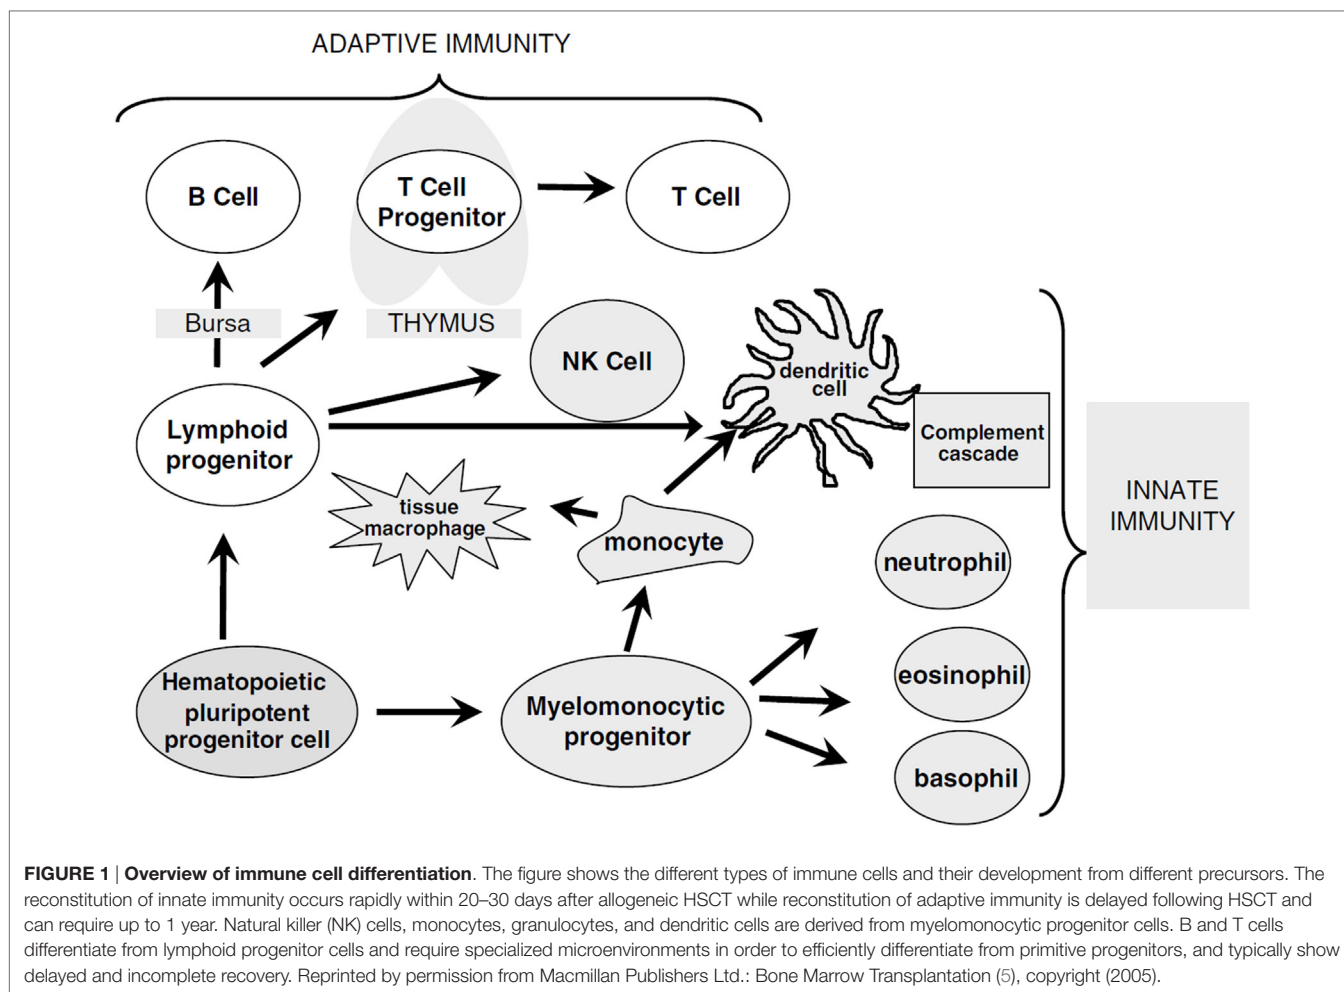 ADAPTIVE IMMUNITY
B Cell
T Cell
Progenitor
T Cell
Bursa
THYMUS
NK Cell
dendritic
cell
Lymphoid
progenitor
Complement
cascade
INNATE
IMMUNITY
tissue
macrophage
monocyte
neutrophil
Hematopoietic
pluripotent
progenitor cell
Myelomonocytic
progenitor
eosinophil
basophil
FIGURE 1 | Overview of immune cell differentiation. The figure shows the different types of immune cells and their development from different precursors. The
reconstitution of innate immunity occurs rapidly within 20–30 days after allogeneic HSCT while reconstitution of adaptive immunity is delayed following HSCT and
can require up to 1 year. Natural killer (NK) cells, monocytes, granulocytes, and dendritic cells are derived from myelomonocytic progenitor cells. B and T cells
differentiate from lymphoid progenitor cells and require specialized microenvironments in order to efficiently differentiate from primitive progenitors, and typically show
delayed and incomplete recovery. Reprinted by permission from Macmillan Publishers Ltd.: Bone Marrow Transplantation (5), copyright (2005).